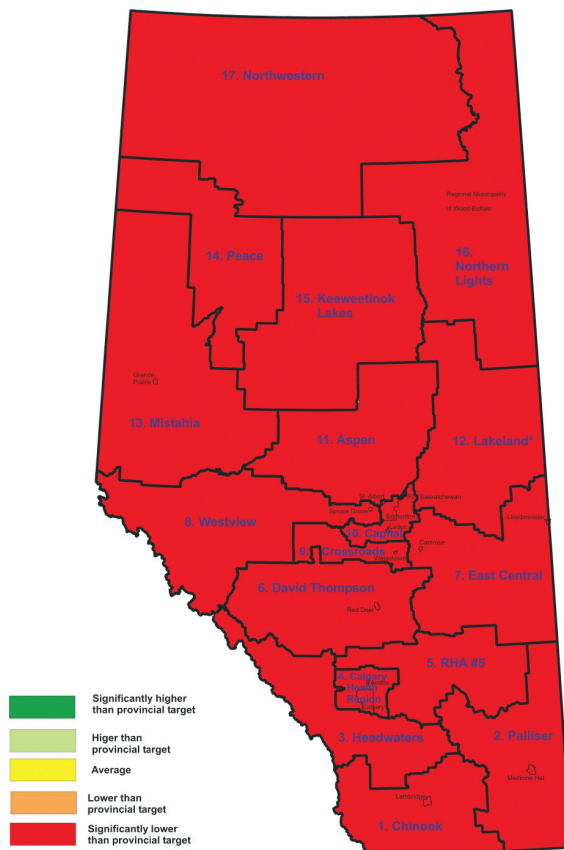 17. Northwestern
Regional Municipality
of Wood Buffalo
16.
Northern
Lights
14. Peace
15. Keeweetinok
Lakes
Grande
Prairie
13. Mistahia
11. Aspen
12. Lakeland*
St. Albert
Saskatchewan
Spruce Grove
Edmonton
Lloydminster
8. Westview
10. Capital
Leduc
9. Crossroads
Wetaskiwin
Camrose
7. East Central
6. David Thompson
Red Deer
5. RHA #5
4. Calgary
Health
Region
Calgary
3. Headwaters
2. Palliser
Medicine Hat
Lethbridge
1. Chinook
Significantly higher
than provincial target
Higer than
provincial target
Average
Lower than
provincial target
Significantly lower
than provincial target